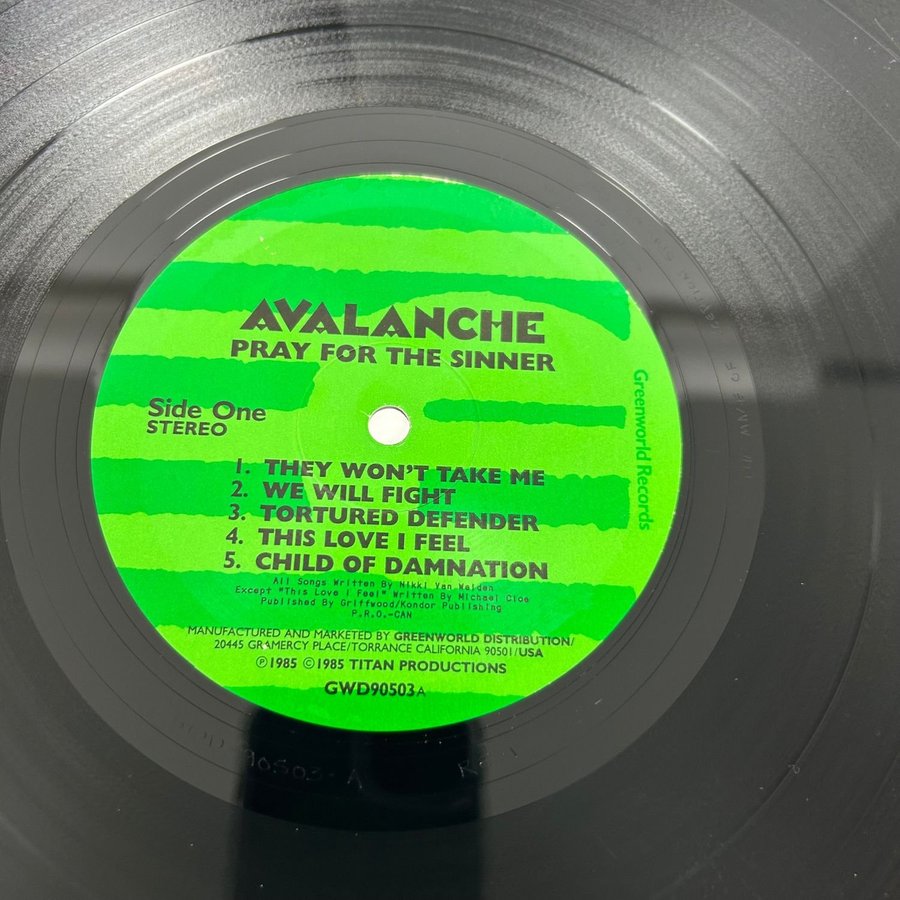 AVALANCHE
PRAY FOR THE SINNER
Side One
STEREO
1. THEY WON'T TAKE ME
2. WE WILL FIGHT
3. TORTURED DEFENDER
4. THIS LOVE I FEEL
5. CHILD OF DAMNATION
All Songs Written By Nikki Van Welden
Except "This Love I Feel" Written By Michael Cloe
Published By Griffwood/Kondor Publishing
P.R.O.-CAN
MANUFACTURED AND MARKETED BY GREENWORLD DISTRIBUTION/
20445 GRAMERCY PLACE/TORRANCE CALIFORNIA 90501/USA
℗1985 ©1985 TITAN PRODUCTIONS
GWD90503A
Greenworld Records
90503-A